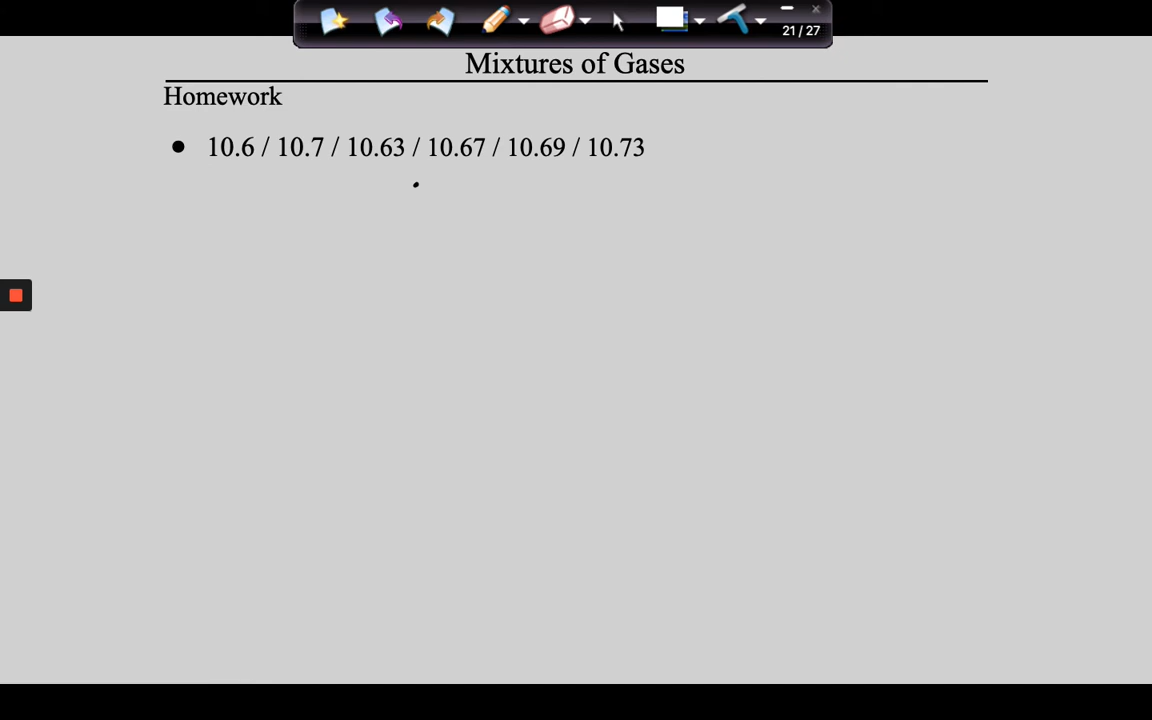 21 / 27
Mixtures of Gases
Homework
● 10.6 / 10.7 / 10.63 / 10.67 / 10.69 / 10.73